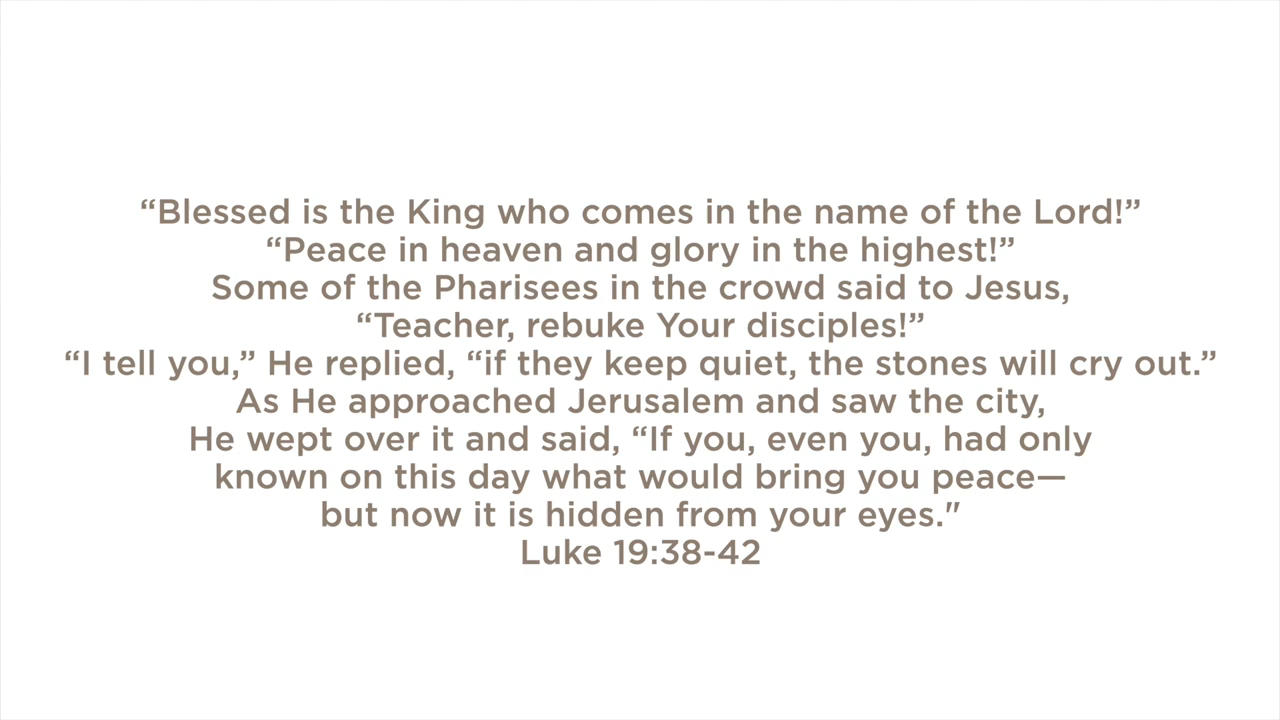 “Blessed is the King who comes in the name of the Lord!”
“Peace in heaven and glory in the highest!”
Some of the Pharisees in the crowd said to Jesus,
“Teacher, rebuke Your disciples!”
“I tell you,” He replied, “if they keep quiet, the stones will cry out.”
As He approached Jerusalem and saw the city,
He wept over it and said, “If you, even you, had only
known on this day what would bring you peace—
but now it is hidden from your eyes."
Luke 19:38-42